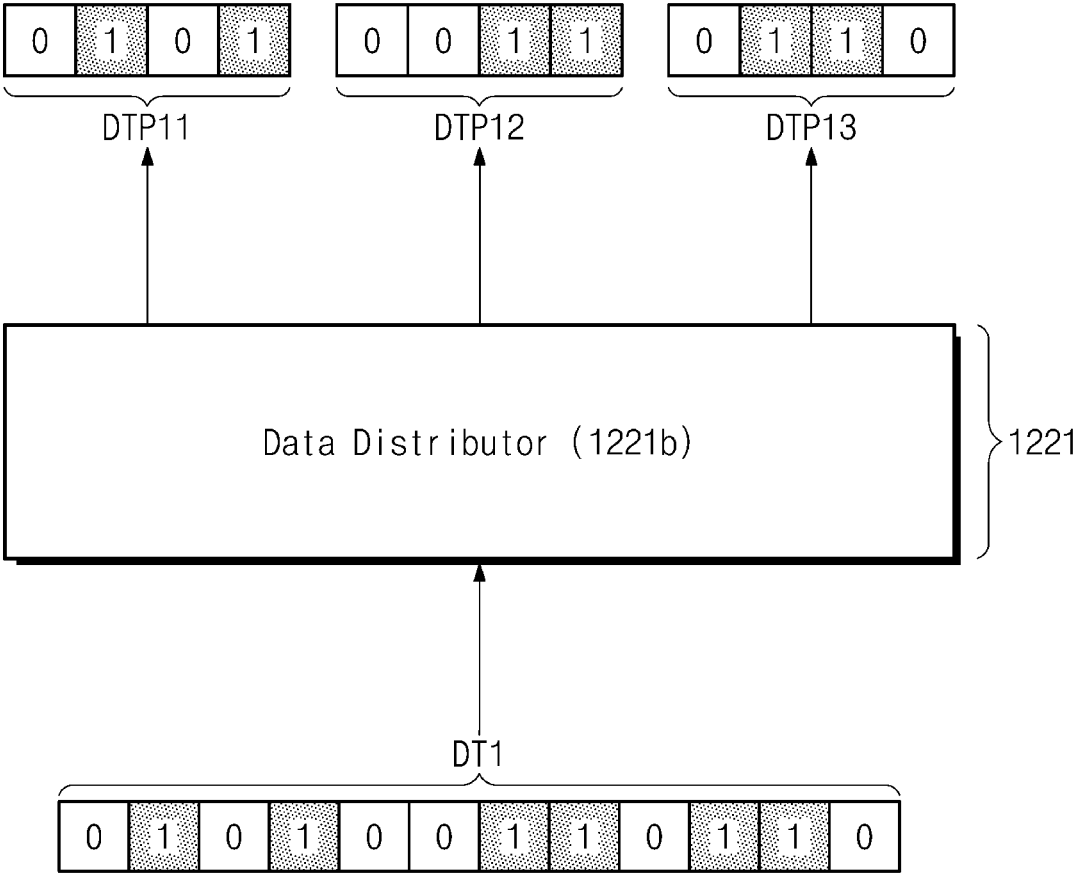 0 1 0 1 0 0 1 1 0 1 1 0
DTP11 DTP12 DTP13
Data Distributor (1221b) 1221
DT1
0 1 0 1 0 0 1 1 0 1 1 0